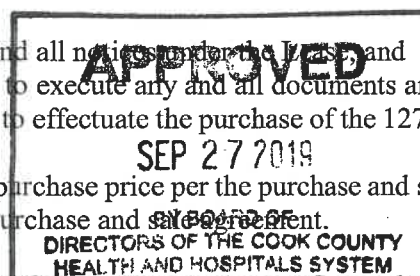 nd all notices under the Lease and
APPROVED
to execute any and all documents a
to effectuate the purchase of the 127
SEP 27 2019
purchase price per the purchase and s
urchase and sale agreement.
BY BOARD OF
DIRECTORS OF THE COOK COUNTY
HEALTH AND HOSPITALS SYSTEM